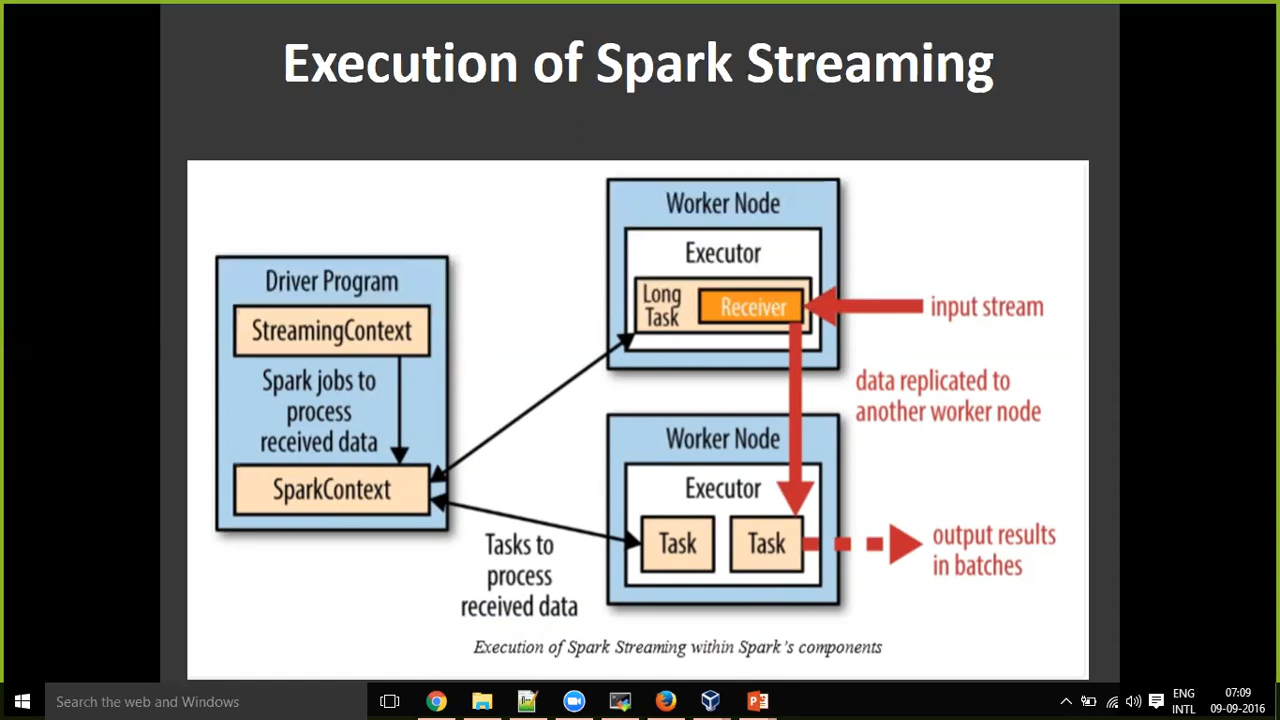 Execution of Spark Streaming
Driver Program
StreamingContext
Spark jobs to
process
received data
SparkContext
Tasks to
process
received data
Worker Node
Executor
Long
Task
Receiver
input stream
data replicated to
another worker node
Worker Node
Executor
Task
Task
output results
in batches
Execution of Spark Streaming within Spark's components
Search the web and Windows
ENG
INTL
07:09
09-09-2016